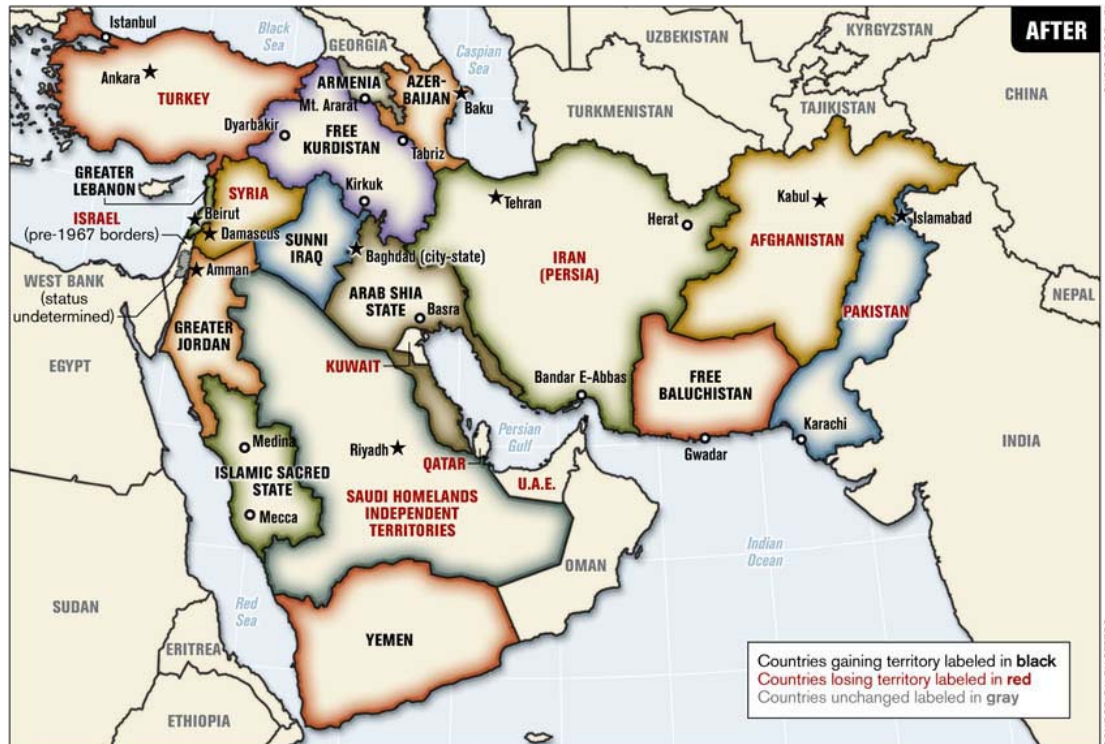 AFTER
Istanbul
Black
Sea
GEORGIA
Caspian
Sea
UZBEKISTAN
KYRGYZSTAN
Ankara
TURKEY
ARMENIA
Mt. Ararat
AZER-
BAIJAN
Baku
TURKMENISTAN
TAJIKISTAN
CHINA
Dyarbakir
FREE
KURDISTAN
Tabriz
GREATER
LEBANON
SYRIA
Kirkuk
Tehran
Herat
Kabul
Islamabad
ISRAEL
(pre-1967 borders)
Beirut
Damascus
SUNNI
IRAQ
Baghdad (city-state)
IRAN
(PERSIA)
AFGHANISTAN
WEST BANK
(status
undetermined)
Amman
ARAB SHIA
STATE
Basra
NEPAL
PAKISTAN
GREATER
JORDAN
EGYPT
KUWAIT
Bandar E-Abbas
FREE
BALUCHISTAN
Karachi
Gwadar
INDIA
Medina
ISLAMIC SACRED
STATE
Mecca
Riyadh
Persian
Gulf
QATAR
U.A.E.
SAUDI HOMELANDS
INDEPENDENT
TERRITORIES
OMAN
Indian
Ocean
SUDAN
Red
Sea
ERITREA
YEMEN
ETHIOPIA
Countries gaining territory labeled in black
Countries losing territory labeled in red
Countries unchanged labeled in gray